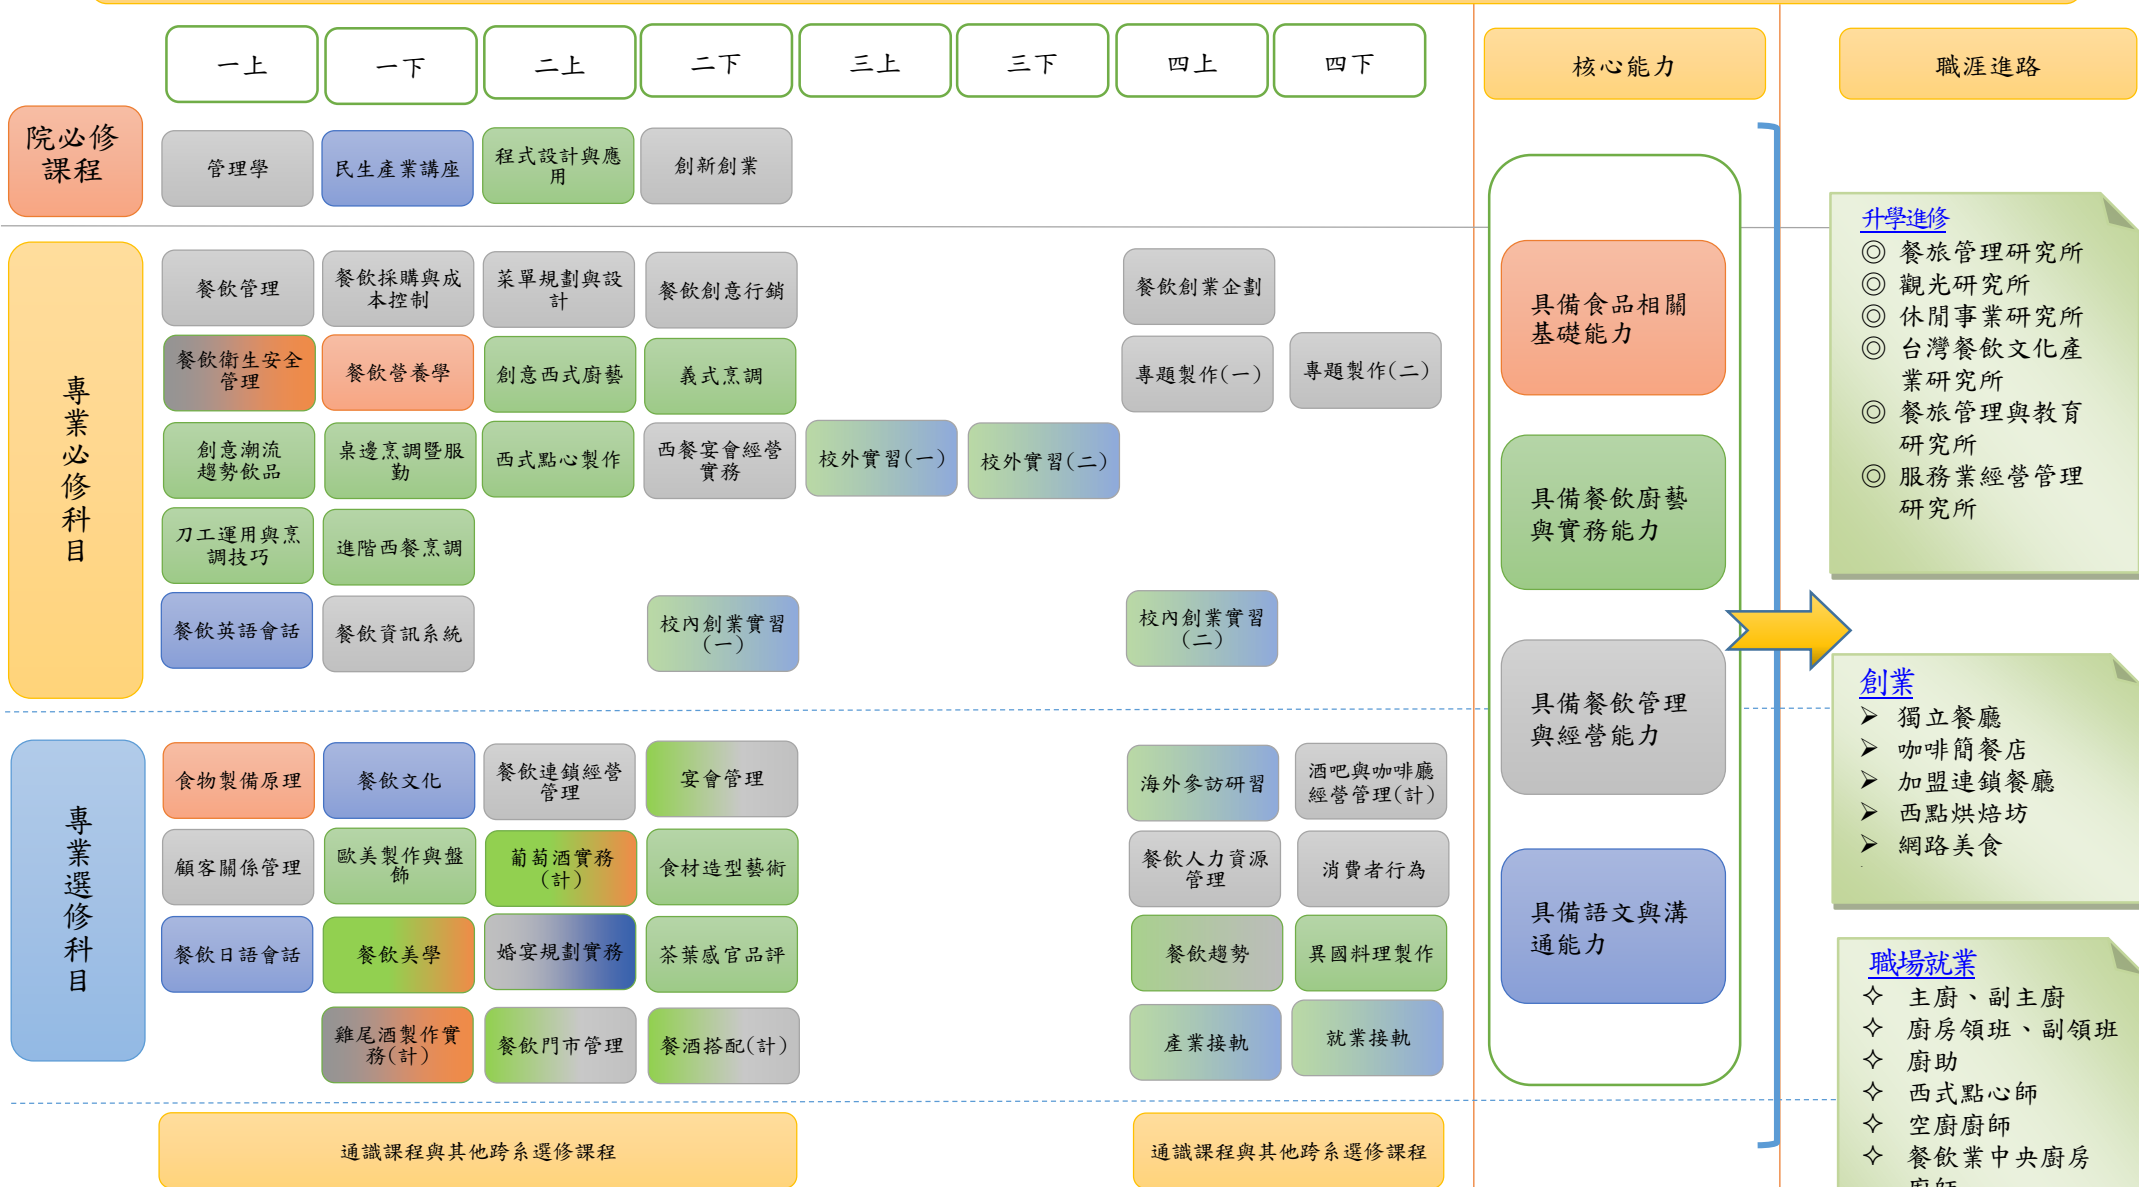 一上
一下
二上
二下
三上
三下
四上
四下
核心能力
職涯進路
院必修
課程
管理學
民生產業講座
程式設計與應
用
創新創業
專業必修科目
餐飲管理
餐飲採購與成
本控制
菜單規劃與設
計
餐飲創意行銷
餐飲創業企劃
餐飲衛生安全
管理
餐飲營養學
創意西式廚藝
義式烹調
專題製作(一)
專題製作(二)
創意潮流
趨勢飲品
桌邊烹調暨服
勤
西式點心製作
西餐宴會經營
實務
校外實習(一)
校外實習(二)
刀工運用與烹
調技巧
進階西餐烹調
餐飲英語會話
餐飲資訊系統
校內創業實習
(一)
校內創業實習
(二)
專業選修科目
食物製備原理
餐飲文化
餐飲連鎖經營
管理
宴會管理
海外參訪研習
酒吧與咖啡廳
經營管理(計)
顧客關係管理
歐美製作與盤
飾
葡萄酒實務
(計)
食材造型藝術
餐飲人力資源
管理
消費者行為
餐飲日語會話
餐飲美學
婚宴規劃實務
茶葉感官品評
餐飲趨勢
異國料理製作
雞尾酒製作實
務(計)
餐飲門市管理
餐酒搭配(計)
產業接軌
就業接軌
通識課程與其他跨系選修課程
通識課程與其他跨系選修課程
具備食品相關
基礎能力
具備餐飲廚藝
與實務能力
具備餐飲管理
與經營能力
具備語文與溝
通能力
升學進修
◎ 餐旅管理研究所
◎ 觀光研究所
◎ 休閒事業研究所
◎ 台灣餐飲文化產
業研究所
◎ 餐旅管理與教育
研究所
◎ 服務業經營管理
研究所
創業
➢ 獨立餐廳
➢ 咖啡簡餐店
➢ 加盟連鎖餐廳
➢ 西點烘焙坊
➢ 網路美食
職場就業
✧ 主廚、副主廚
✧ 廚房領班、副領班
✧ 廚助
✧ 西式點心師
✧ 空廚廚師
✧ 餐飲業中央廚房